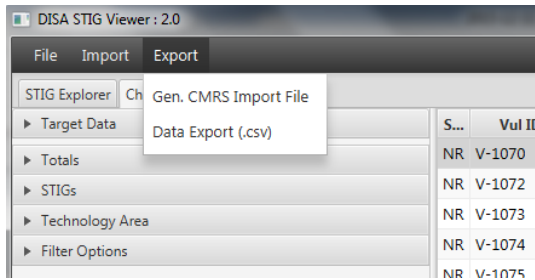 DISA STIG Viewer : 2.0
File Import Export
STIG Explorer Ch
Gen. CMRS Import File
Data Export (.csv)
Target Data
Totals
STIGs
Technology Area
Filter Options
S... Vul ID
NR V-1070
NR V-1072
NR V-1073
NR V-1074
NR V-1075